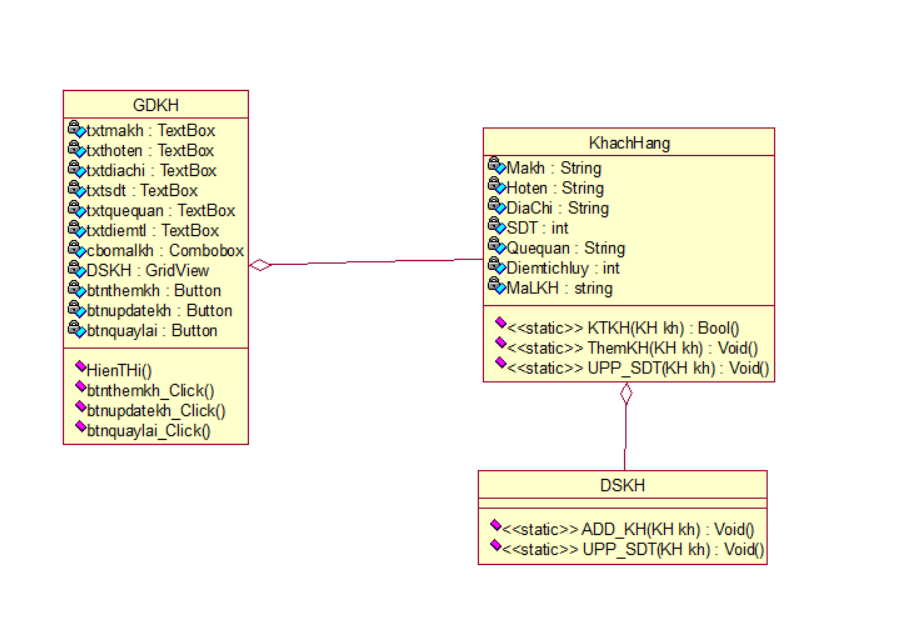 GDKH
txtmakh : TextBox
txthoten : TextBox
txtdiachi : TextBox
txtsdt : TextBox
txtquequan : TextBox
txtdiemtl : TextBox
cbomalkh : Combobox
DSKH : GridView
btnthemkh : Button
btnupdatekh : Button
btnquaylai : Button
HienTHi()
btnthemkh_Click()
btnupdatekh_Click()
btnquaylai_Click()
KhachHang
Makh : String
Hoten : String
DiaChi : String
SDT : int
Quequan : String
Diemtichluy : int
MaLKH : string
<<static>> KTKH(KH kh) : Bool()
<<static>> ThemKH(KH kh) : Void()
<<static>> UPP_SDT(KH kh) : Void()
DSKH
<<static>> ADD_KH(KH kh) : Void()
<<static>> UPP_SDT(KH kh) : Void()